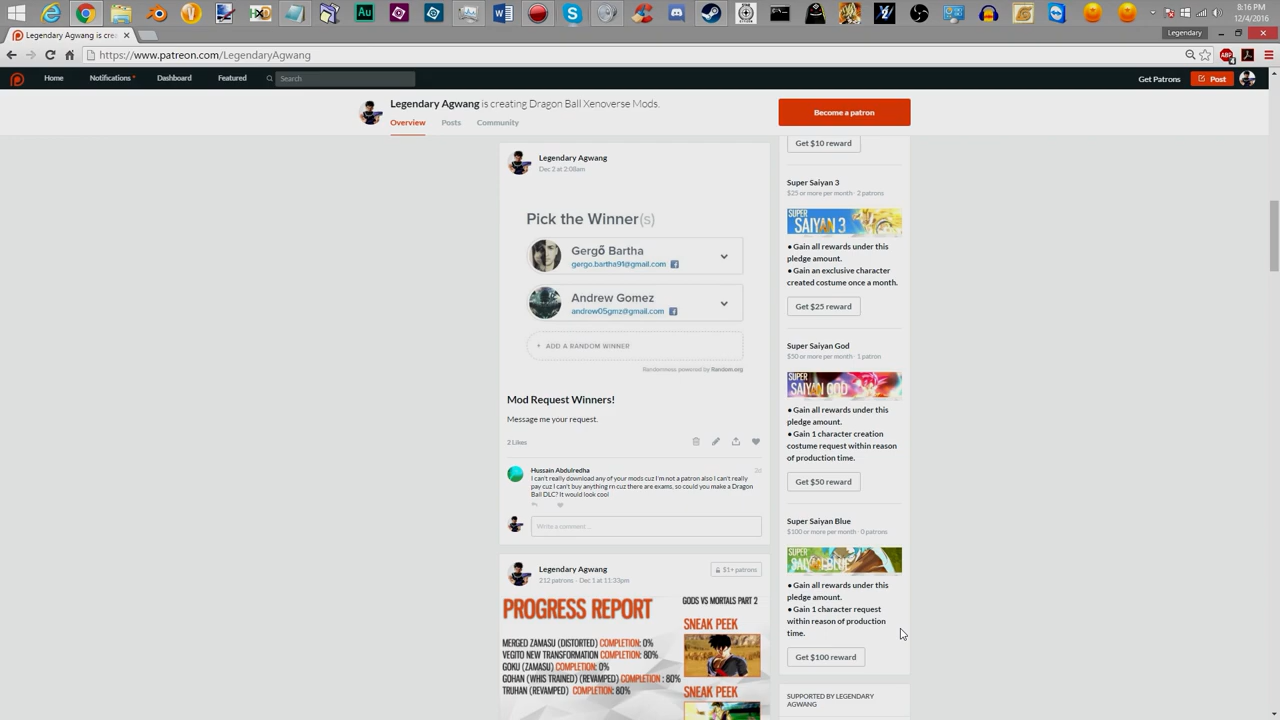 8:16 PM
12/4/2016
Legendary Agwang is cre
Legendary
https://www.patreon.com/LegendaryAgwang
Home
Notifications
Dashboard
Featured
Search
Get Patrons
Post
Legendary Agwang is creating Dragon Ball Xenoverse Mods.
Overview
Posts
Community
Become a patron
Legendary Agwang
Dec 2 at 2:08am
Pick the Winner(s)
Gergő Bartha
gergo.bartha91@gmail.com
Andrew Gomez
andrew05gmz@gmail.com
+ ADD A RANDOM WINNER
Randomness powered by Random.org
Mod Request Winners!
Message me your request.
2 Likes
Hussain Abdulredha
2d
I can't really download any of your mods cuz I'm not a patron also I can't really
pay cuz I can't buy anything rn cuz there are exams, so could you make a Dragon
Ball DLC? It would look cool
Write a comment ...
Legendary Agwang
212 patrons · Dec 1 at 11:33pm
$1+ patrons
PROGRESS REPORT
GODS VS MORTALS PART 2
SNEAK PEEK
MERGED ZAMASU (DISTORTED) COMPLETION: 0%
VEGITO NEW TRANSFORMATION COMPLETION: 80%
GOKU (ZAMASU) COMPLETION: 0%
GOHAN (WHIS TRAINED) (REVAMPED) COMPLETION : 80%
TRUHAN (REVAMPED) COMPLETION: 80%
SNEAK PEEK
Get $10 reward
Super Saiyan 3
$25 or more per month · 2 patrons
SUPER
SAIYAN 3
• Gain all rewards under this
pledge amount.
• Gain an exclusive character
created costume once a month.
Get $25 reward
Super Saiyan God
$50 or more per month · 1 patron
SUPER
SAIYAN GOD
• Gain all rewards under this
pledge amount.
• Gain 1 character creation
costume request within reason
of production time.
Get $50 reward
Super Saiyan Blue
$100 or more per month · 0 patrons
SUPER
SAIYAN BLUE
• Gain all rewards under this
pledge amount.
• Gain 1 character request
within reason of production
time.
Get $100 reward
SUPPORTED BY LEGENDARY
AGWANG